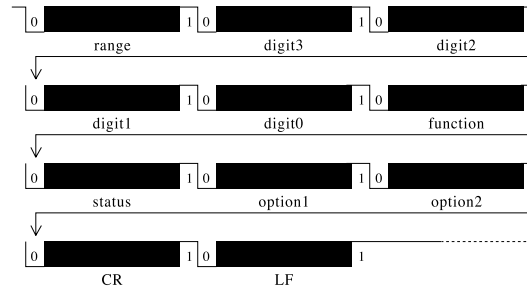 0 1 0 1 0
range digit3 digit2
0 1 0 1 0
digit1 digit0 function
0 1 0 1 0
status option1 option2
0 1 0 1
CR LF